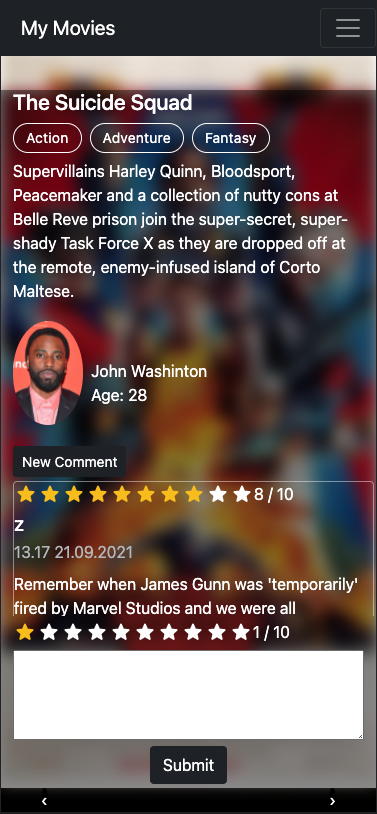 My Movies
The Suicide Squad
Action Adventure Fantasy
Supervillains Harley Quinn, Bloodsport,
Peacemaker and a collection of nutty cons at
Belle Reve prison join the super-secret, super-
shady Task Force X as they are dropped off at
the remote, enemy-infused island of Corto
Maltese.
John Washinton
Age: 28
New Comment
8 / 10
z
13.17 21.09.2021
Remember when James Gunn was 'temporarily'
fired by Marvel Studios and we were all
1 / 10
Submit
‹ ›